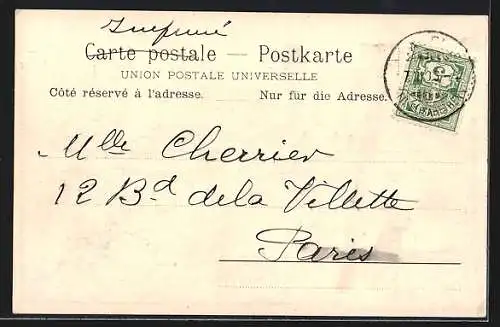 Imprimé
Carte postale — Postkarte
UNION POSTALE UNIVERSELLE
Côté réservé à l'adresse. Nur für die Adresse.
5
Mlle Cherrier
12 Bd de la Villette
Paris